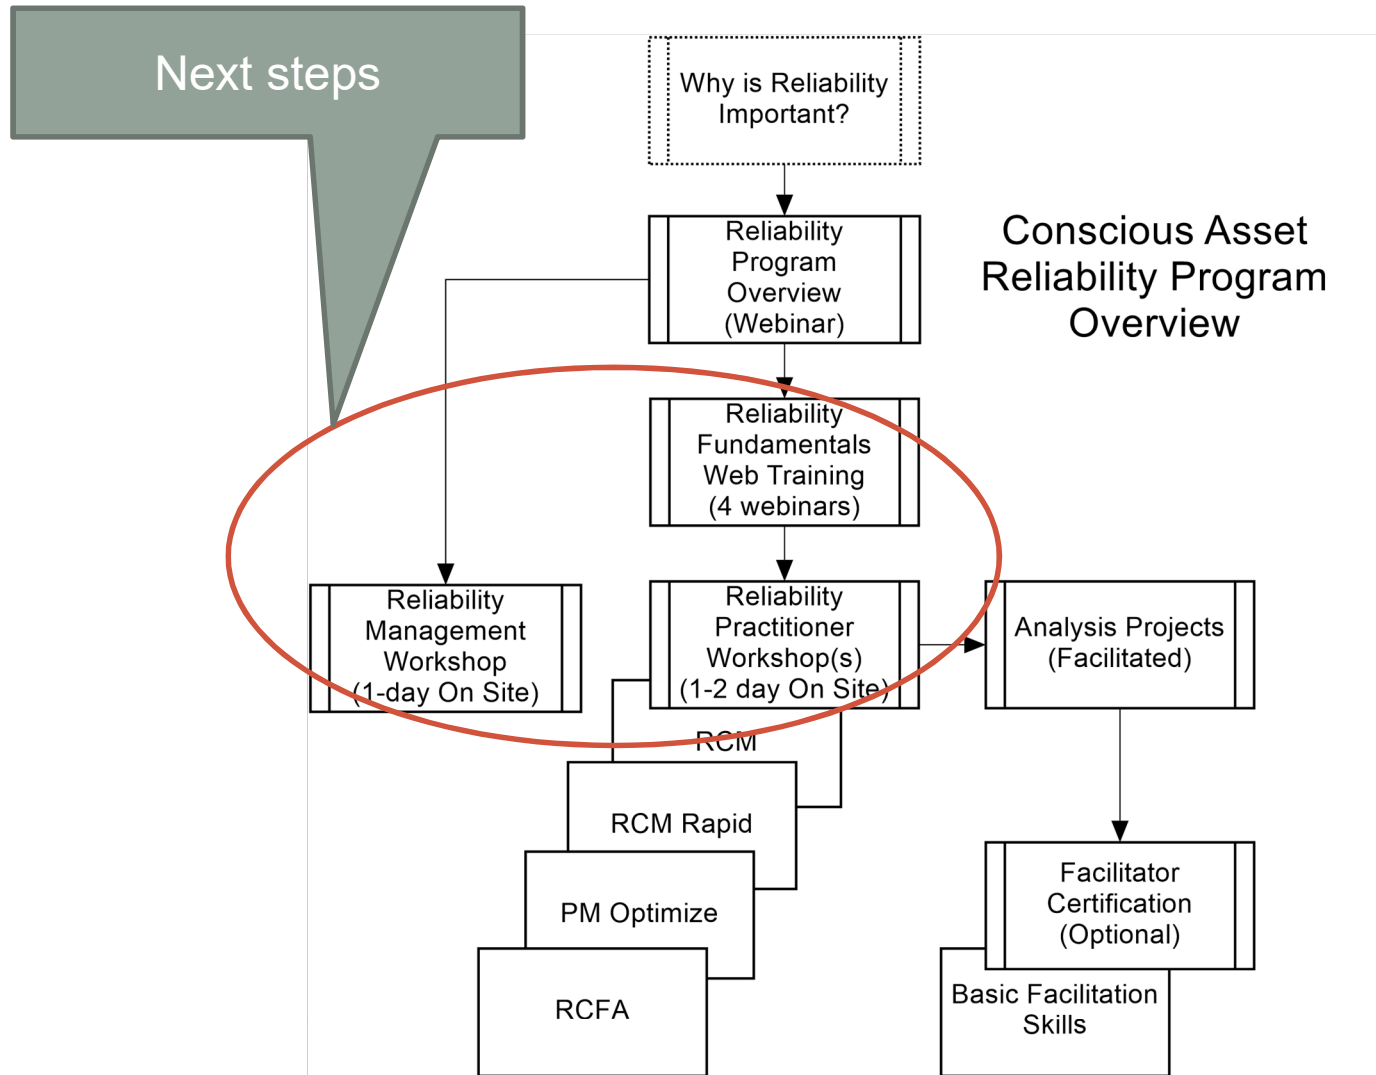 Next steps
Why is Reliability
Important?
Reliability
Program
Overview
(Webinar)
Conscious Asset
Reliability Program
Overview
Reliability
Fundamentals
Web Training
(4 webinars)
Reliability
Management
Workshop
(1-day On Site)
Reliability
Practitioner
Workshop(s)
(1-2 day On Site)
Analysis Projects
(Facilitated)
RCM
RCM Rapid
PM Optimize
RCFA
Facilitator
Certification
(Optional)
Basic Facilitation
Skills